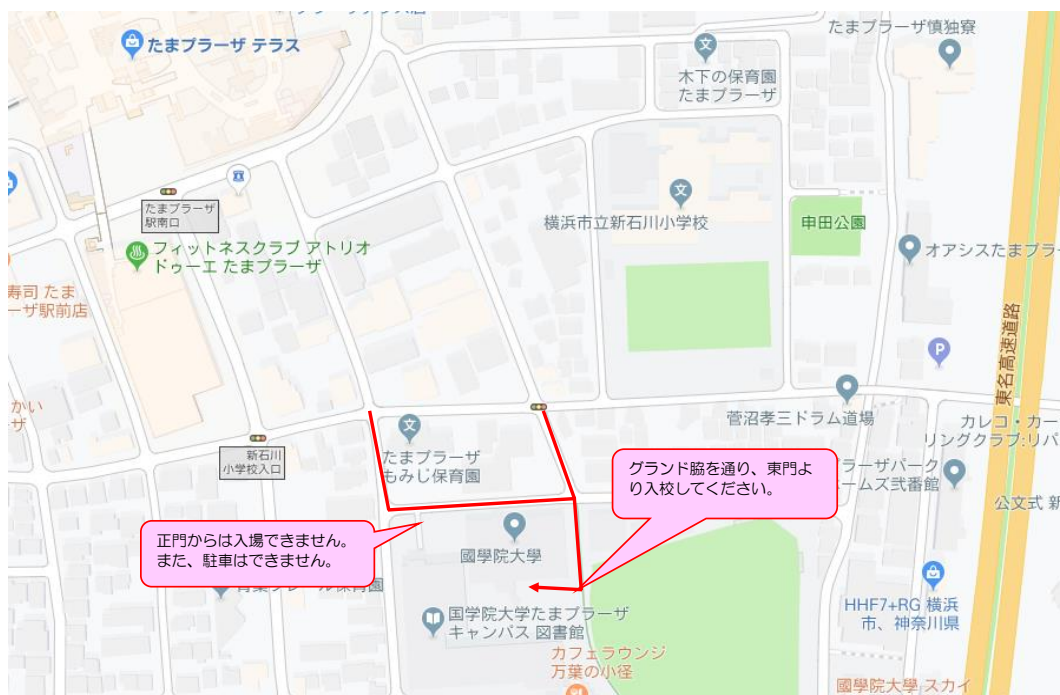 たまプラーザ テラス
たまプラーザ慎独寮
木下の保育園
たまプラーザ
たまプラーザ
駅南口
横浜市立新石川小学校
申田公園
フィットネスクラブ アトリオ
ドゥーエ たまプラーザ
オアシスたまプラ
寿司 たま
ーザ駅前店
東名高速道路
P
かい
ザ
菅沼孝三ドラム道場
カレコ・カー
リングクラブ:リパ
新石川
小学校入口
たまプラーザ
もみじ保育園
グランド脇を通り、東門よ
り入校してください。
ラーザパーク
ームズ弐番館
公文式 新
正門からは入場できません。
また、駐車はできません。
國學院大學
国学院大学たまプラーザ
キャンパス 図書館
HHF7+RG 横浜
市、神奈川県
カフェラウンジ
万葉の小径
國學院大學 スカイ